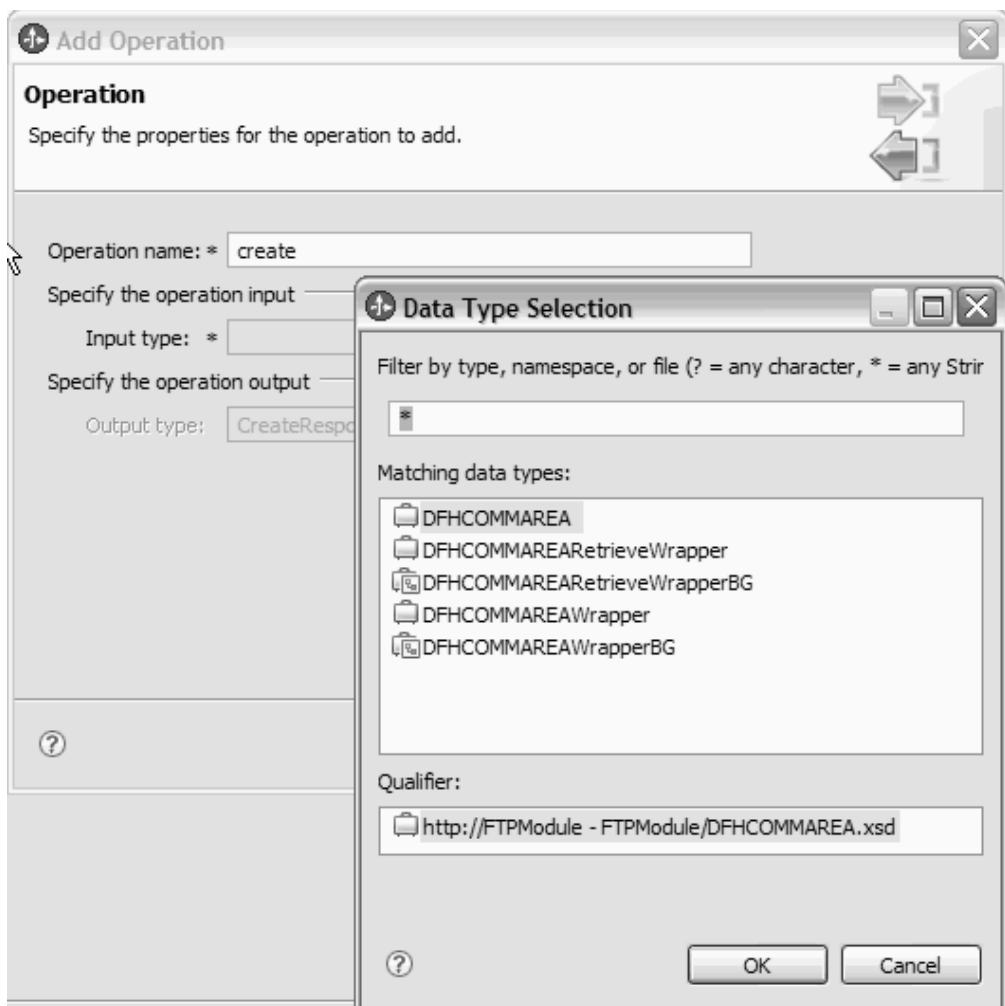 Add Operation
Operation
Specify the properties for the operation to add.
Operation name: * create
Specify the operation input
Input type: *
Specify the operation output
Output type: CreateRespo
Data Type Selection
Filter by type, namespace, or file (? = any character, * = any Strir
*
Matching data types:
DFHCOMMAREA
DFHCOMMAREARetrieveWrapper
DFHCOMMAREARetrieveWrapperBG
DFHCOMMAREAWrapper
DFHCOMMAREAWrapperBG
Qualifier:
http://FTPModule - FTPModule/DFHCOMMAREA.xsd
OK Cancel